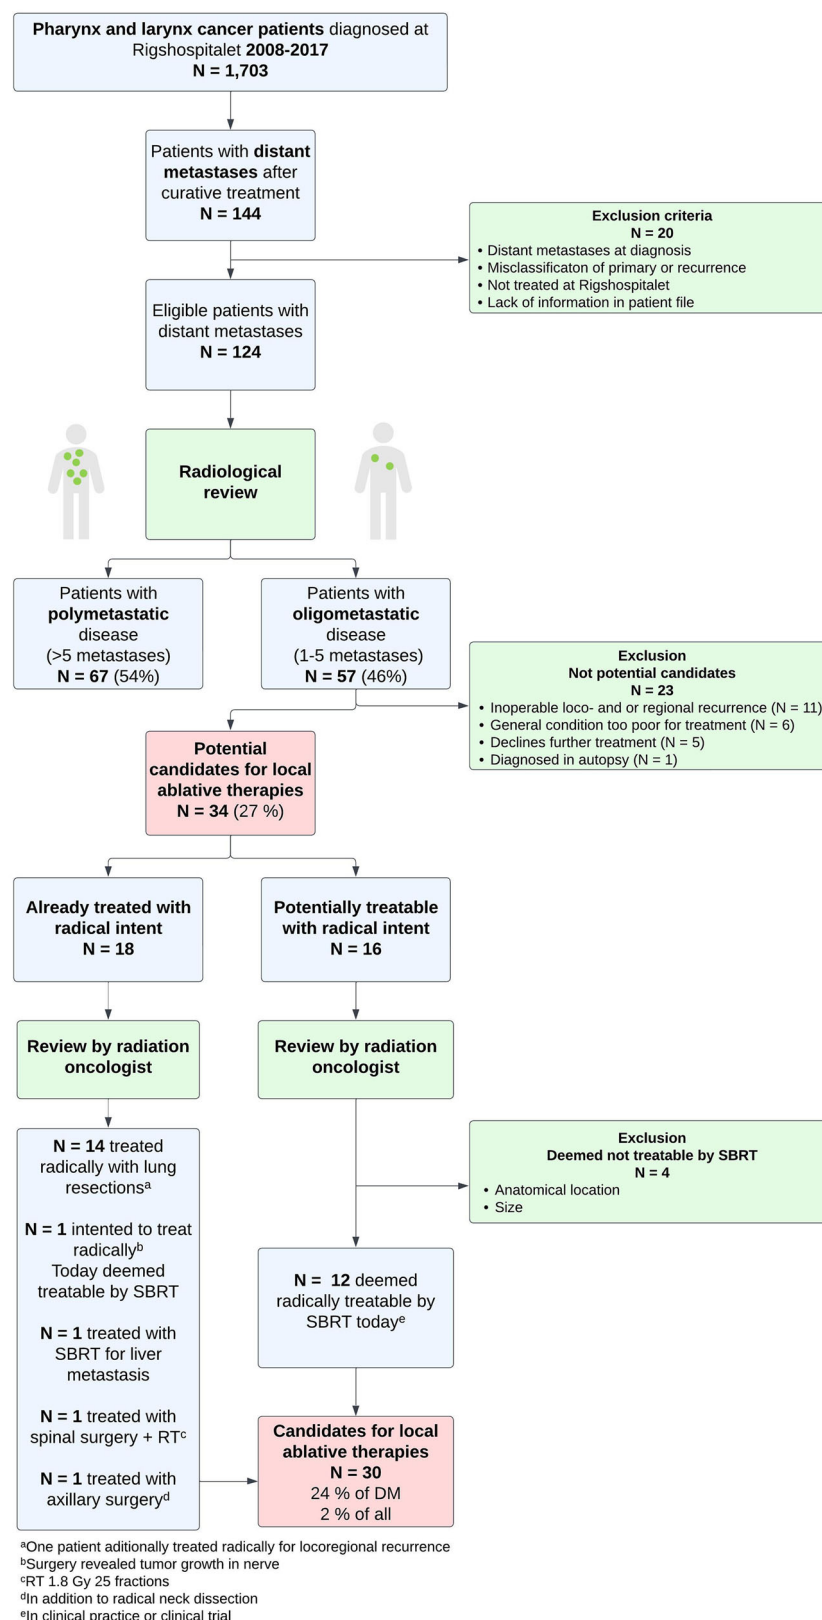 Pharynx and larynx cancer patients diagnosed at
Rigshospitalet 2008-2017
N = 1,703
Patients with distant
metastases after
curative treatment
N = 144
Exclusion criteria
N = 20
• Distant metastases at diagnosis
• Misclassificaton of primary or recurrence
• Not treated at Rigshospitalet
• Lack of information in patient file
Eligible patients with
distant metastases
N = 124
Radiological
review
Patients with
polymetastatic
disease
(>5 metastases)
N = 67 (54%)
Patients with
oligometastatic
disease
(1-5 metastases)
N = 57 (46%)
Exclusion
Not potential candidates
N = 23
• Inoperable loco- and or regional recurrence (N = 11)
• General condition too poor for treatment (N = 6)
• Declines further treatment (N = 5)
• Diagnosed in autopsy (N = 1)
Potential
candidates for local
ablative therapies
N = 34 (27 %)
Already treated with
radical intent
N = 18
Potentially treatable
with radical intent
N = 16
Review by radiation
oncologist
Review by radiation
oncologist
Exclusion
Deemed not treatable by SBRT
N = 4
• Anatomical location
• Size
N = 14 treated
radically with lung
resectionsᵃ
N = 1 intented to treat
radicallyᵇ
Today deemed
treatable by SBRT
N = 1 treated with
SBRT for liver
metastasis
N = 1 treated with
spinal surgery + RTᶜ
N = 1 treated with
axillary surgeryᵈ
N = 12 deemed
radically treatable by
SBRT todayᵉ
Candidates for local
ablative therapies
N = 30
24 % of DM
2 % of all
ᵃOne patient aditionally treated radically for locoregional recurrence
ᵇSurgery revealed tumor growth in nerve
ᶜRT 1.8 Gy 25 fractions
ᵈIn addition to radical neck dissection
ᵉIn clinical practice or clinical trial